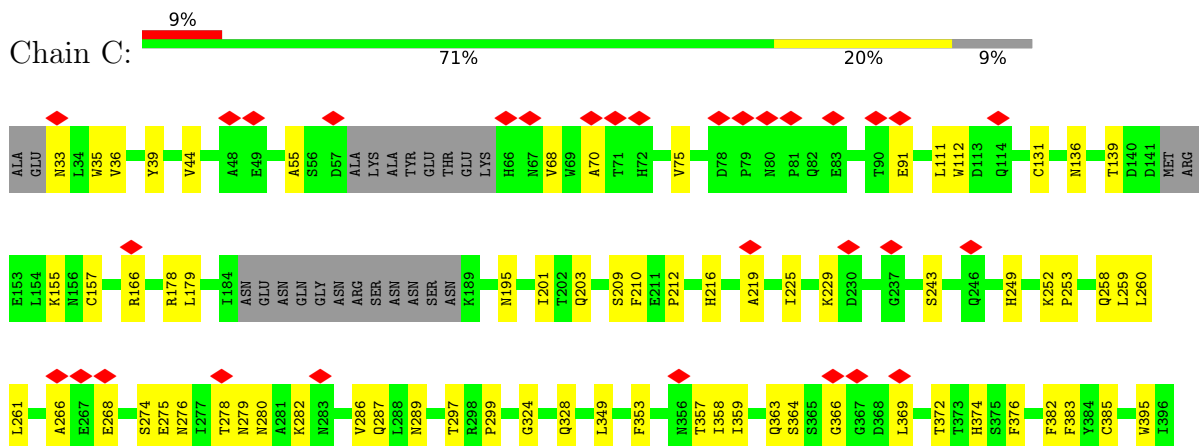 9%
Chain C:
71% 20% 9%
ALA GLU N33 L34 W35 V36 Y39 V44 A48 E49 A55 S56 D57 ALA LYS ALA ALA TYR GLU THR GLU LYS H66 N67 V68 W69 A70 T71 H72 V75 D78 P79 N80 P81 Q82 E83 T90 E91 L111 W112 D113 Q114 C131 N136 T139 D140 D141 MET ARG
E153 L154 K155 N156 C157 R166 R178 L179 I184 ASN GLU ASN GLN GLY ASN ARG SER ASN ASN SER ASN K189 N195 I201 T202 Q203 S209 F210 E211 P212 H216 A219 I225 K229 D230 G237 S243 Q246 H249 K252 P253 Q258 L259 L260
L261 A266 E267 E268 S274 E275 N276 I277 T278 N279 N280 A281 K282 N283 V286 Q287 L288 N289 T297 R298 P299 G324 Q328 L349 F353 N356 T357 I358 I359 Q363 S364 S365 G366 G367 D368 L369 T372 T373 H374 S375 F376 F382 F383 Y384 C385 W395 I396